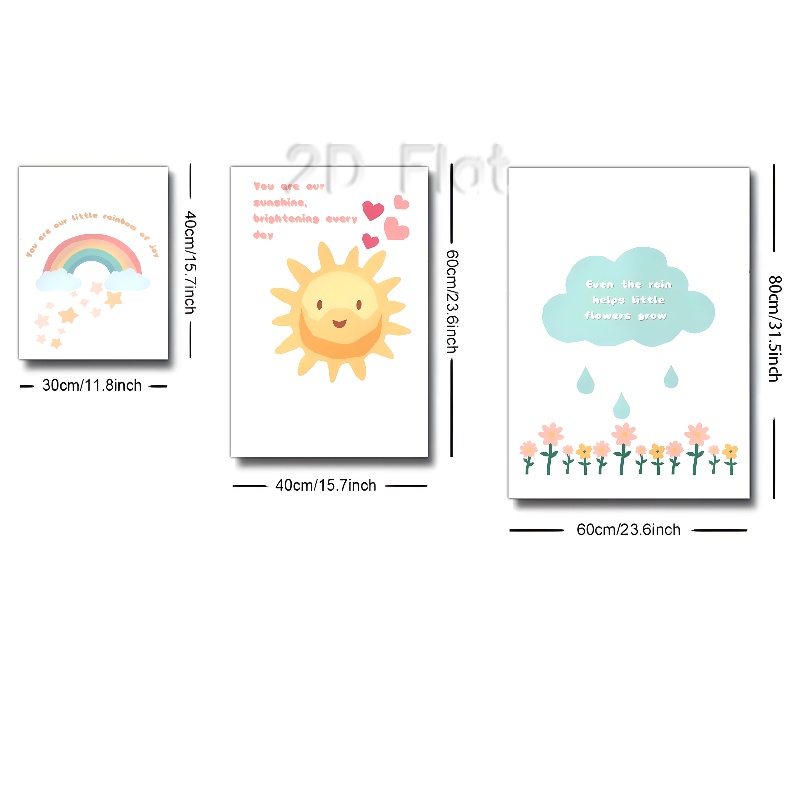 2D Flat
You are our little rainbow of joy
40cm/15.7inch
30cm/11.8inch
You are our
sunshine,
brightening every
day
60cm/23.6inch
40cm/15.7inch
Even the rain
helps little
flowers grow
80cm/31.5inch
60cm/23.6inch